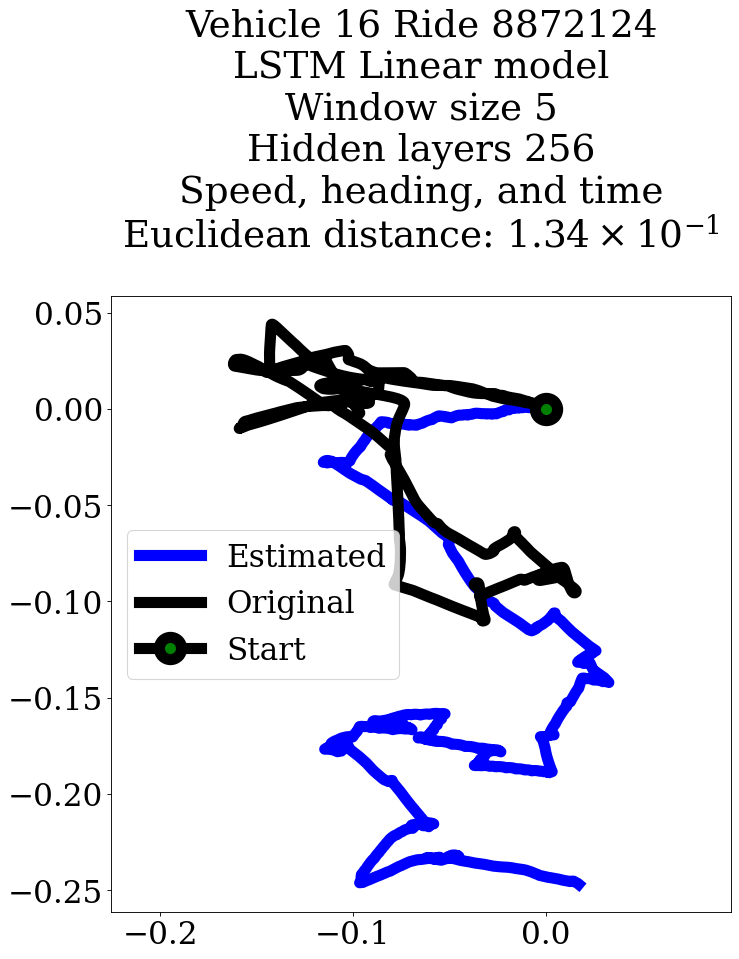 Vehicle 16 Ride 8872124
LSTM Linear model
Window size 5
Hidden layers 256
Speed, heading, and time
Euclidean distance: 1.34 × 10⁻¹
0.05
0.00
−0.05
−0.10
−0.15
−0.20
−0.25
Estimated
Original
Start
−0.2
−0.1
0.0